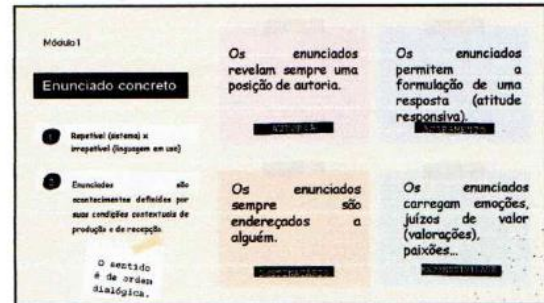 Módulo 1
Enunciado concreto
Repetível (sistema) x
irrepetível (linguagem em uso)
Enunciados são
acontecimentos definidos por
suas condições contextuais de
produção e de recepção.
O sentido
é de ordem
dialógica.
Os enunciados
revelam sempre uma
posição de autoria.
AUTORIA
Os enunciados
permitem a
formulação de uma
resposta (atitude
responsiva).
ACABAMENTO
Os enunciados
sempre são
endereçados a
alguém.
Os enunciados
carregam emoções,
juízos de valor
(valorações),
paixões...